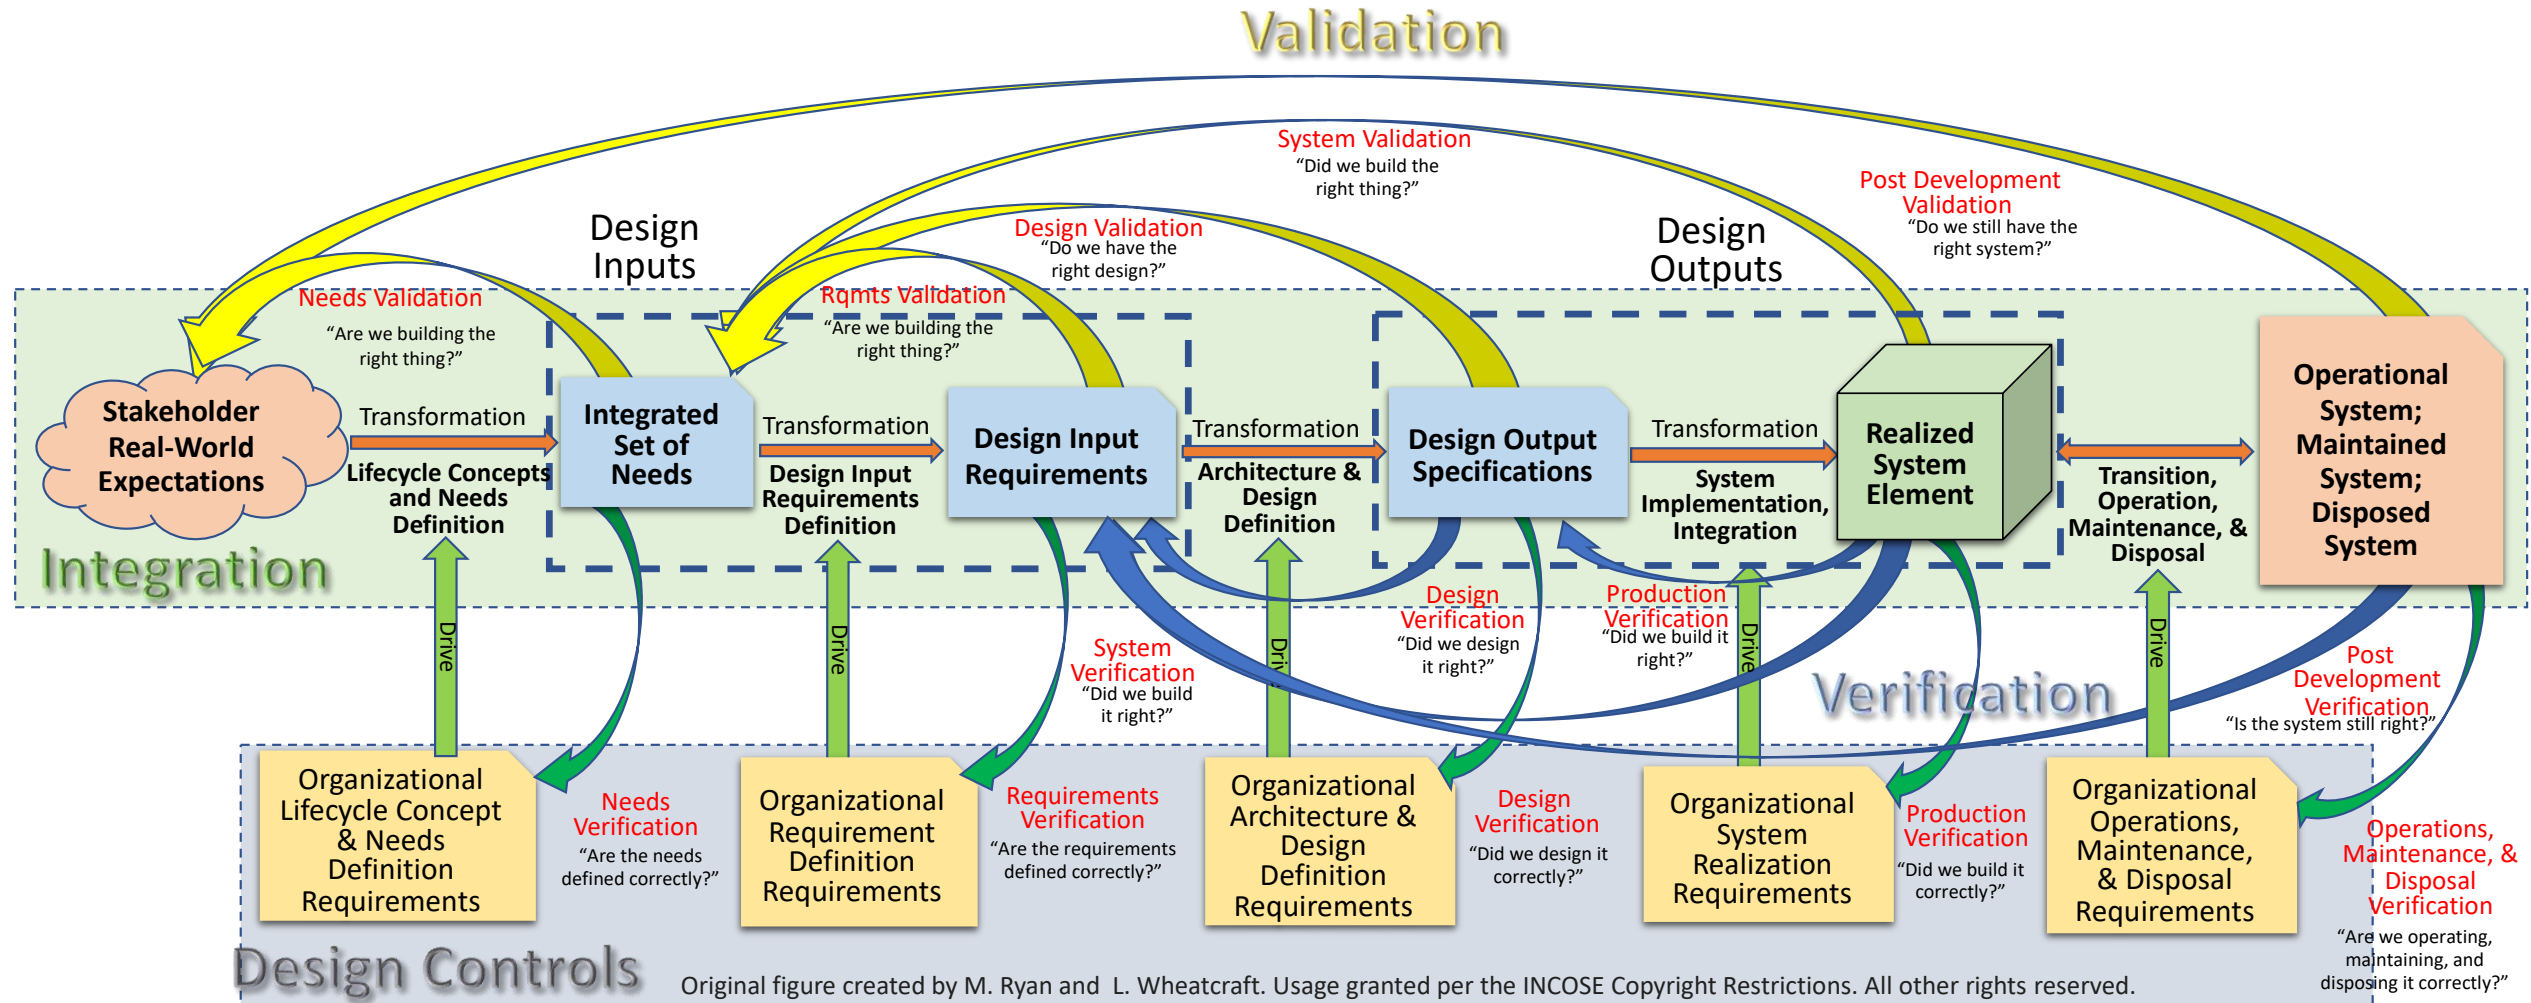 Validation
System Validation
“Did we build the
right thing?”
Post Development
Validation
“Do we still have the
right system?”
Design
Inputs
Design Validation
“Do we have the
right design?”
Design
Outputs
Needs Validation
“Are we building the
right thing?”
Rqmts Validation
“Are we building the
right thing?”
Stakeholder
Real-World
Expectations
Transformation
Lifecycle Concepts
and Needs
Definition
Integrated
Set of
Needs
Transformation
Design Input
Requirements
Definition
Design Input
Requirements
Transformation
Architecture &
Design
Definition
Design Output
Specifications
Transformation
System
Implementation,
Integration
Realized
System
Element
Transition,
Operation,
Maintenance, &
Disposal
Operational
System;
Maintained
System;
Disposed
System
Integration
Drive
Drive
Drive
Drive
Drive
System
Verification
“Did we build
it right?”
Design
Verification
“Did we design
it right?”
Production
Verification
“Did we build it
right?”
Verification
Post
Development
Verification
“Is the system still right?”
Organizational
Lifecycle Concept
& Needs
Definition
Requirements
Needs
Verification
“Are the needs
defined correctly?”
Organizational
Requirement
Definition
Requirements
Requirements
Verification
“Are the requirements
defined correctly?”
Organizational
Architecture &
Design
Definition
Requirements
Design
Verification
“Did we design it
correctly?”
Organizational
System
Realization
Requirements
Production
Verification
“Did we build it
correctly?”
Organizational
Operations,
Maintenance,
& Disposal
Requirements
Operations,
Maintenance, &
Disposal
Verification
“Are we operating,
maintaining, and
disposing it correctly?”
Design Controls
Original figure created by M. Ryan and L. Wheatcraft. Usage granted per the INCOSE Copyright Restrictions. All other rights reserved.